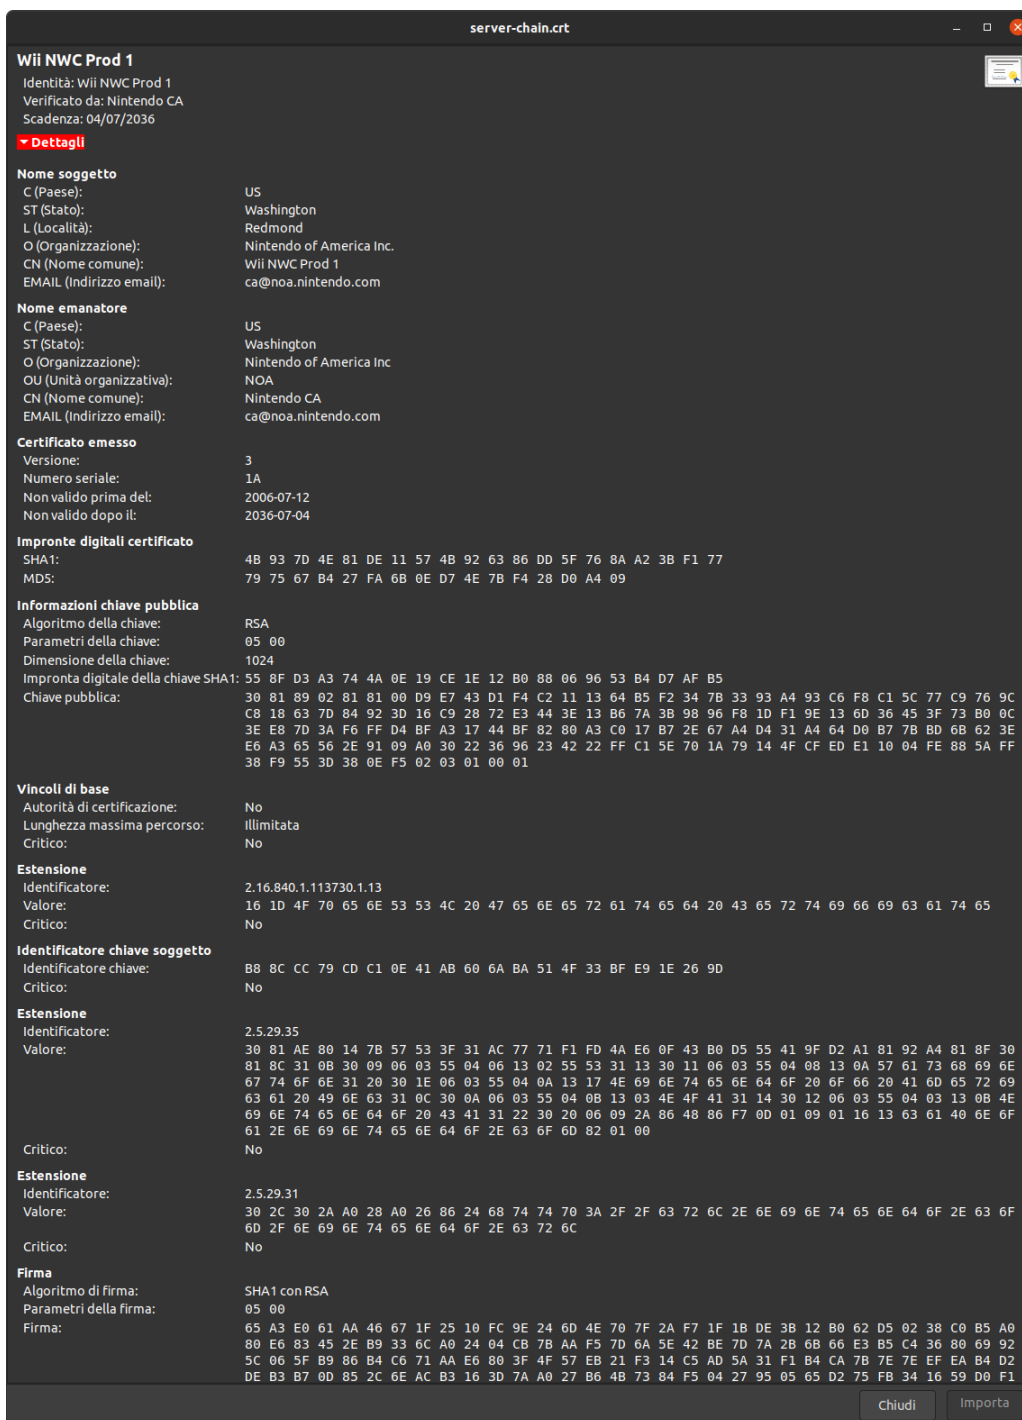 server-chain.crt
Wii NWC Prod 1
Identità: Wii NWC Prod 1
Verificato da: Nintendo CA
Scadenza: 04/07/2036
Dettagli
Nome soggetto
C (Paese): US
ST (Stato): Washington
L (Località): Redmond
O (Organizzazione): Nintendo of America Inc.
CN (Nome comune): Wii NWC Prod 1
EMAIL (Indirizzo email): ca@noa.nintendo.com
Nome emanatore
C (Paese): US
ST (Stato): Washington
O (Organizzazione): Nintendo of America Inc
OU (Unità organizzativa): NOA
CN (Nome comune): Nintendo CA
EMAIL (Indirizzo email): ca@noa.nintendo.com
Certificato emesso
Versione: 3
Numero seriale: 1A
Non valido prima del: 2006-07-12
Non valido dopo il: 2036-07-04
Impronte digitali certificato
SHA1: 4B 93 7D 4E 81 DE 11 57 4B 92 63 86 DD 5F 76 8A A2 3B F1 77
MD5: 79 75 67 B4 27 FA 6B 0E D7 4E 7B F4 28 D0 A4 09
Informazioni chiave pubblica
Algoritmo della chiave: RSA
Parametri della chiave: 05 00
Dimensione della chiave: 1024
Impronta digitale della chiave SHA1: 55 8F D3 A3 74 4A 0E 19 CE 1E 12 B0 88 06 96 53 B4 D7 AF B5
Chiave pubblica: 30 81 89 02 81 81 00 D9 E7 43 D1 F4 C2 11 13 64 B5 F2 34 7B 33 93 A4 93 C6 F8 C1 5C 77 C9 76 9C
C8 18 63 7D 84 92 3D 16 C9 28 72 E3 44 3E 13 B6 7A 3B 98 96 F8 1D F1 9E 13 6D 36 45 3F 73 B0 0C
3E E8 7D 3A F6 FF D4 BF A3 17 44 BF 82 80 A3 C0 17 B7 2E 67 A4 D4 31 A4 64 D0 B7 7B BD 6B 62 3E
E6 A3 65 56 2E 91 09 A0 30 22 36 96 23 42 22 FF C1 5E 70 1A 79 14 4F CF ED E1 10 04 FE 88 5A FF
38 F9 55 3D 38 0E F5 02 03 01 00 01
Vincoli di base
Autorità di certificazione: No
Lunghezza massima percorso: Illimitata
Critico: No
Estensione
Identificatore: 2.16.840.1.113730.1.13
Valore: 16 1D 4F 70 65 6E 53 53 4C 20 47 65 6E 65 72 61 74 65 64 20 43 65 72 74 69 66 69 63 61 74 65
Critico: No
Identificatore chiave soggetto
Identificatore chiave: B8 8C CC 79 CD C1 0E 41 AB 60 6A BA 51 4F 33 BF E9 1E 26 9D
Critico: No
Estensione
Identificatore: 2.5.29.35
Valore: 30 81 AE 80 14 7B 57 53 3F 31 AC 77 71 F1 FD 4A E6 0F 43 B0 D5 55 41 9F D2 A1 81 92 A4 81 8F 30
81 8C 31 0B 30 09 06 03 55 04 06 13 02 55 53 31 13 30 11 06 03 55 04 08 13 0A 57 61 73 68 69 6E
67 74 6F 6E 31 20 30 1E 06 03 55 04 0A 13 17 4E 69 6E 74 65 6E 64 6F 20 6F 66 20 41 6D 65 72 69
63 61 20 49 6E 63 31 0C 30 0A 06 03 55 04 0B 13 03 4E 4F 41 31 14 30 12 06 03 55 04 03 13 0B 4E
69 6E 74 65 6E 64 6F 20 43 41 31 22 30 20 06 09 2A 86 48 86 F7 0D 01 09 01 16 13 63 61 40 6E 6F
61 2E 6E 69 6E 74 65 6E 64 6F 2E 63 6F 6D 82 01 00
Critico: No
Estensione
Identificatore: 2.5.29.31
Valore: 30 2C 30 2A A0 28 A0 26 86 24 68 74 74 70 3A 2F 2F 63 72 6C 2E 6E 69 6E 74 65 6E 64 6F 2E 63 6F
6D 2F 6E 69 6E 74 65 6E 64 6F 2E 63 72 6C
Critico: No
Firma
Algoritmo di firma: SHA1 con RSA
Parametri della firma: 05 00
Firma: 65 A3 E0 61 AA 46 67 1F 25 10 FC 9E 24 6D 4E 70 7F 2A F7 1F 1B DE 3B 12 B0 62 D5 02 38 C0 B5 A0
80 E6 83 45 2E B9 33 6C A0 24 04 CB 7B AA F5 7D 6A 5E 42 BE 7D 7A 2B 6B 66 E3 B5 C4 36 80 69 92
5C 06 5F B9 86 B4 C6 71 AA E6 80 3F 4F 57 EB 21 F3 14 C5 AD 5A 31 F1 B4 CA 7B 7E 7E EF EA B4 D2
DE B3 B7 0D 85 2C 6E AC B3 16 3D 7A A0 27 B6 4B 73 84 F5 04 27 95 05 65 D2 75 FB 34 16 59 D0 F1
Chiudi Importa